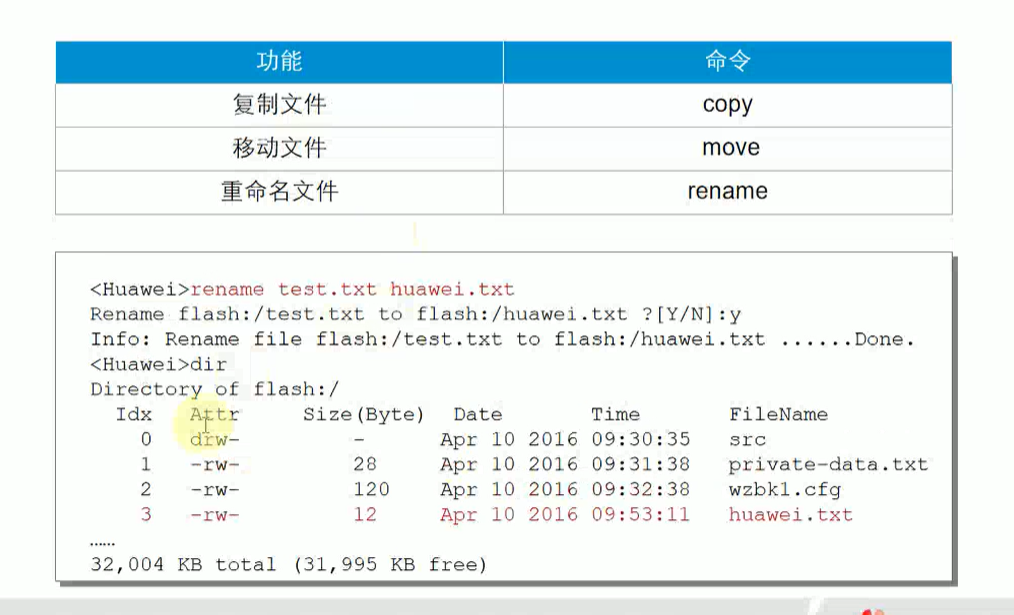 功能 命令
复制文件 copy
移动文件 move
重命名文件 rename
<Huawei>rename test.txt huawei.txt
Rename flash:/test.txt to flash:/huawei.txt ?[Y/N]:y
Info: Rename file flash:/test.txt to flash:/huawei.txt ......Done.
<Huawei>dir
Directory of flash:/
Idx Attr Size(Byte) Date Time FileName
0 drw- - Apr 10 2016 09:30:35 src
1 -rw- 28 Apr 10 2016 09:31:38 private-data.txt
2 -rw- 120 Apr 10 2016 09:32:38 wzbk1.cfg
3 -rw- 12 Apr 10 2016 09:53:11 huawei.txt
……
32,004 KB total (31,995 KB free)